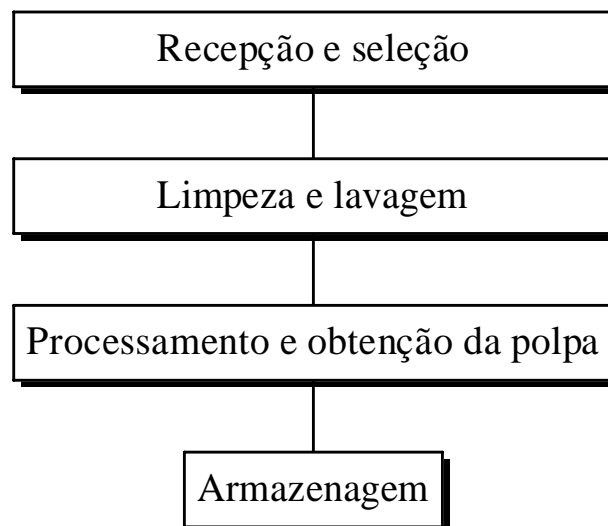 Recepção e seleção
Limpeza e lavagem
Processamento e obtenção da polpa
Armazenagem